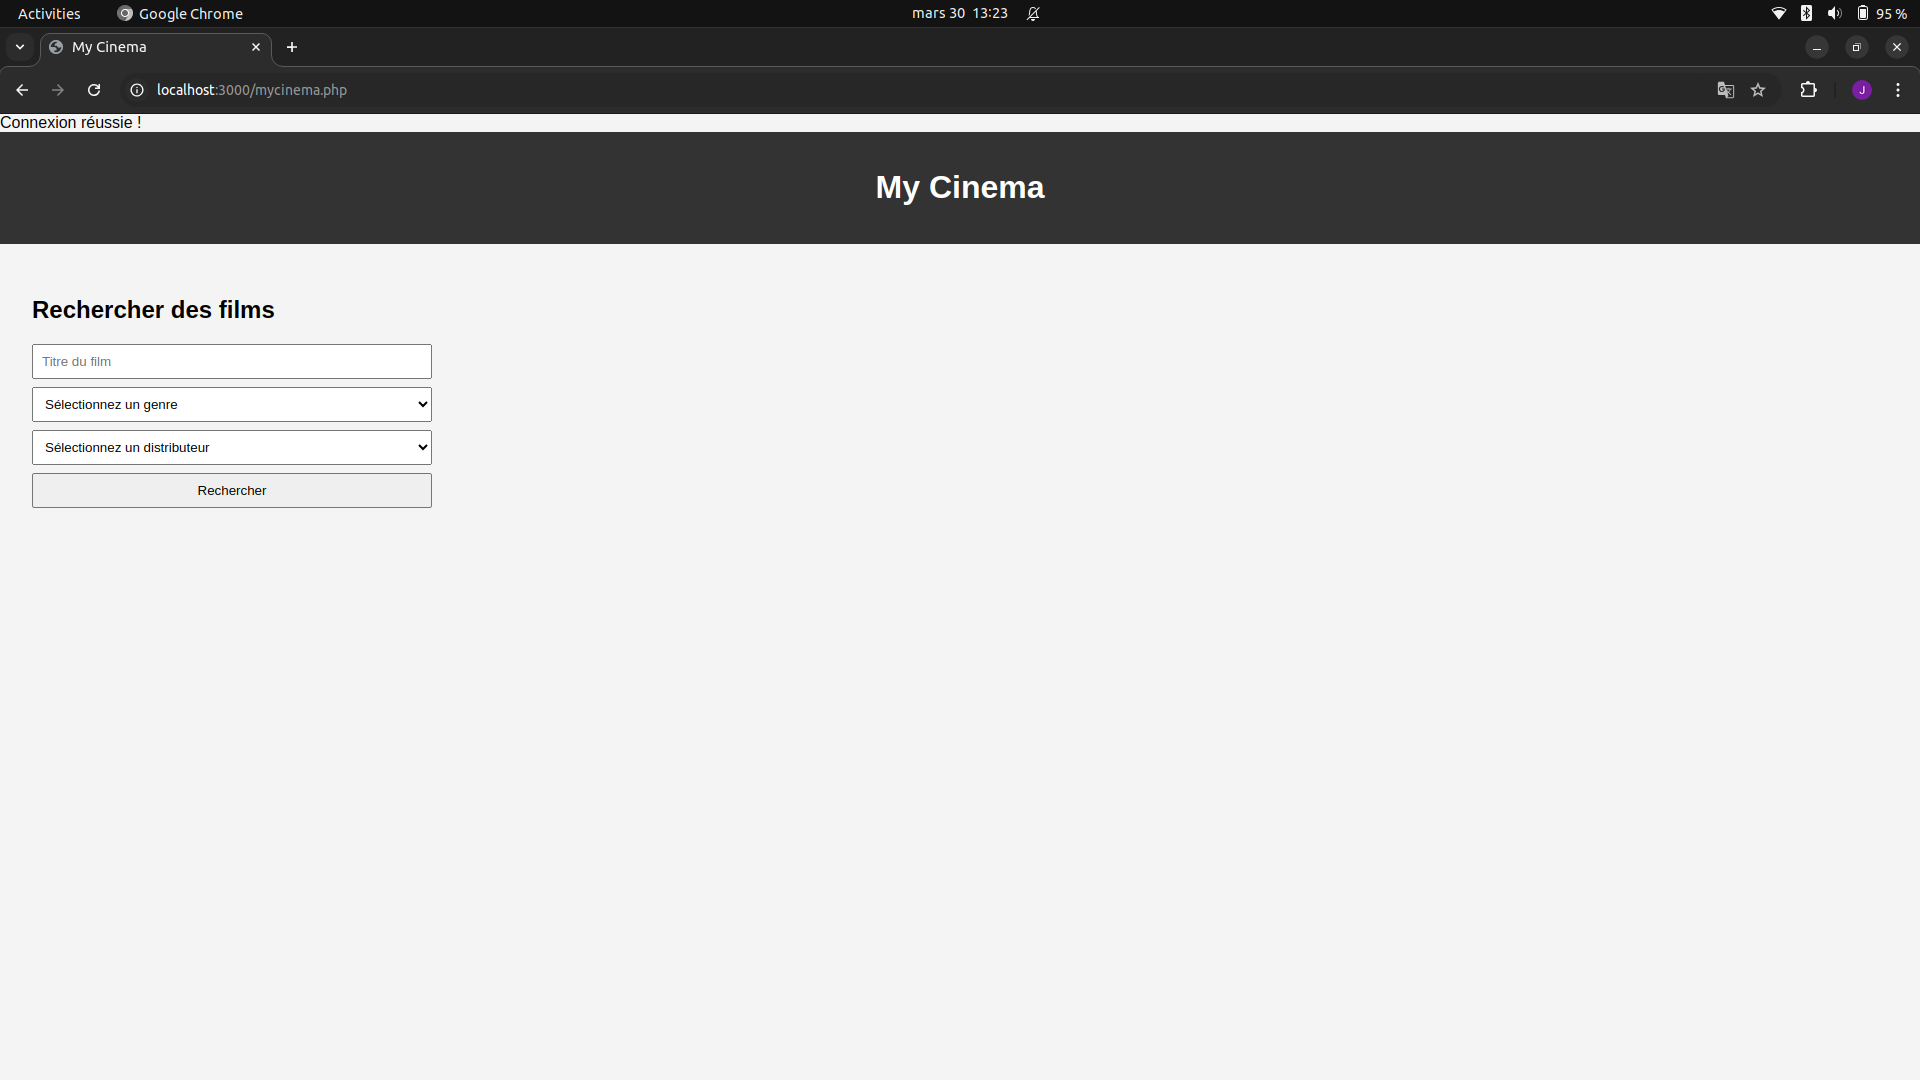 Activities Google Chrome mars 30 13:23 95 %
My Cinema
localhost:3000/mycinema.php J
Connexion réussie !
My Cinema
Rechercher des films
Titre du film
Sélectionnez un genre
Sélectionnez un distributeur
Rechercher